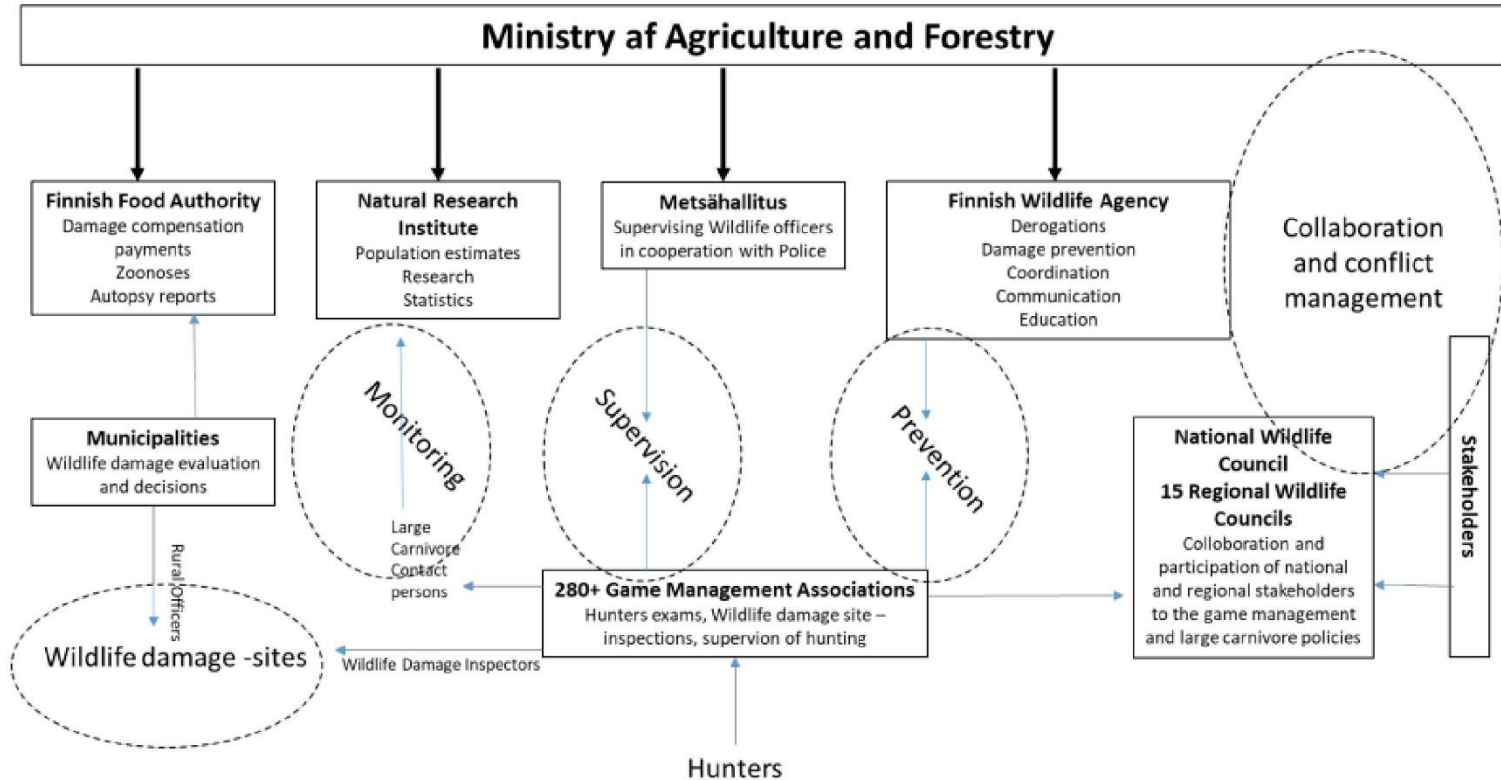 Ministry af Agriculture and Forestry
Finnish Food Authority
Damage compensation
payments
Zoonoses
Autopsy reports
Natural Research
Institute
Population estimates
Research
Statistics
Metsähallitus
Supervising Wildlife officers
in cooperation with Police
Finnish Wildlife Agency
Derogations
Damage prevention
Coordination
Communication
Education
Collaboration
and conflict
management
Monitoring
Supervision
Prevention
Municipalities
Wildlife damage evaluation
and decisions
Rural Officers
Large
Carnivore
Contact
persons
National Wildlife
Council
15 Regional Wildlife
Councils
Colloboration and
participation of national
and regional stakeholders
to the game management
and large carnivore policies
Stakeholders
280+ Game Management Associations
Hunters exams, Wildlife damage site –
inspections, supervion of hunting
Wildlife damage -sites
Wildlife Damage Inspectors
Hunters